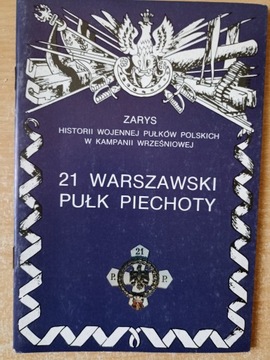 ZARYS
HISTORII WOJENNEJ PUŁKÓW POLSKICH
W KAMPANII WRZEŚNIOWEJ
21 WARSZAWSKI
PUŁK PIECHOTY
21
P. P.